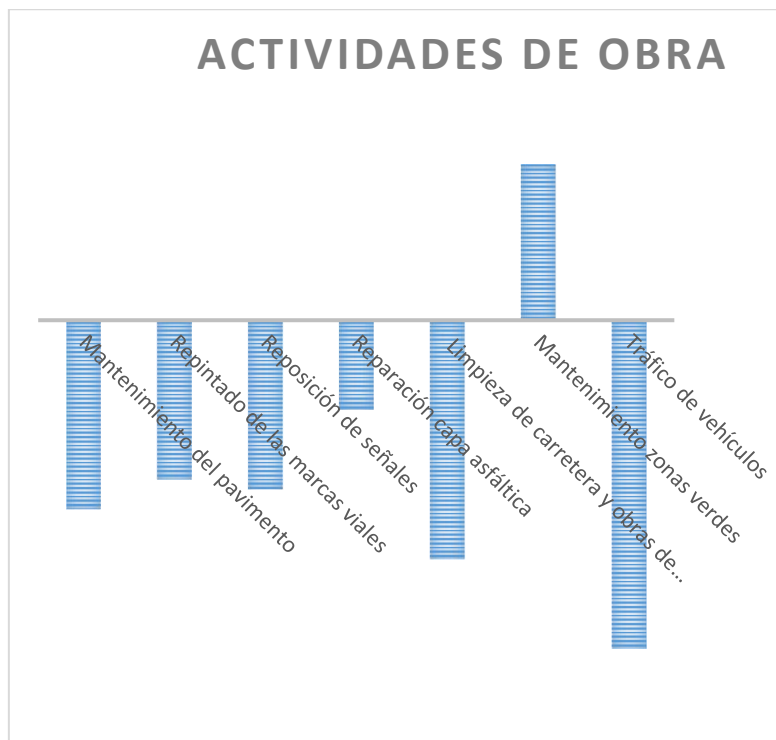 ACTIVIDADES DE OBRA
Mantenimiento del pavimento
Repintado de las marcas viales
Reposición de señales
Reparación capa asfáltica
Limpieza de carretera y obras de...
Mantenimiento zonas verdes
Tráfico de vehículos